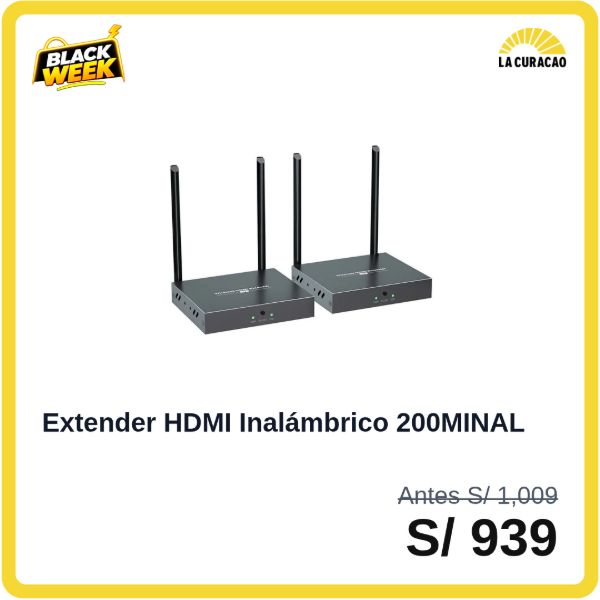 BLACK
WEEK
LA CURACAO
Extender HDMI Inalámbrico 200MINAL
Antes S/ 1,009
S/ 939